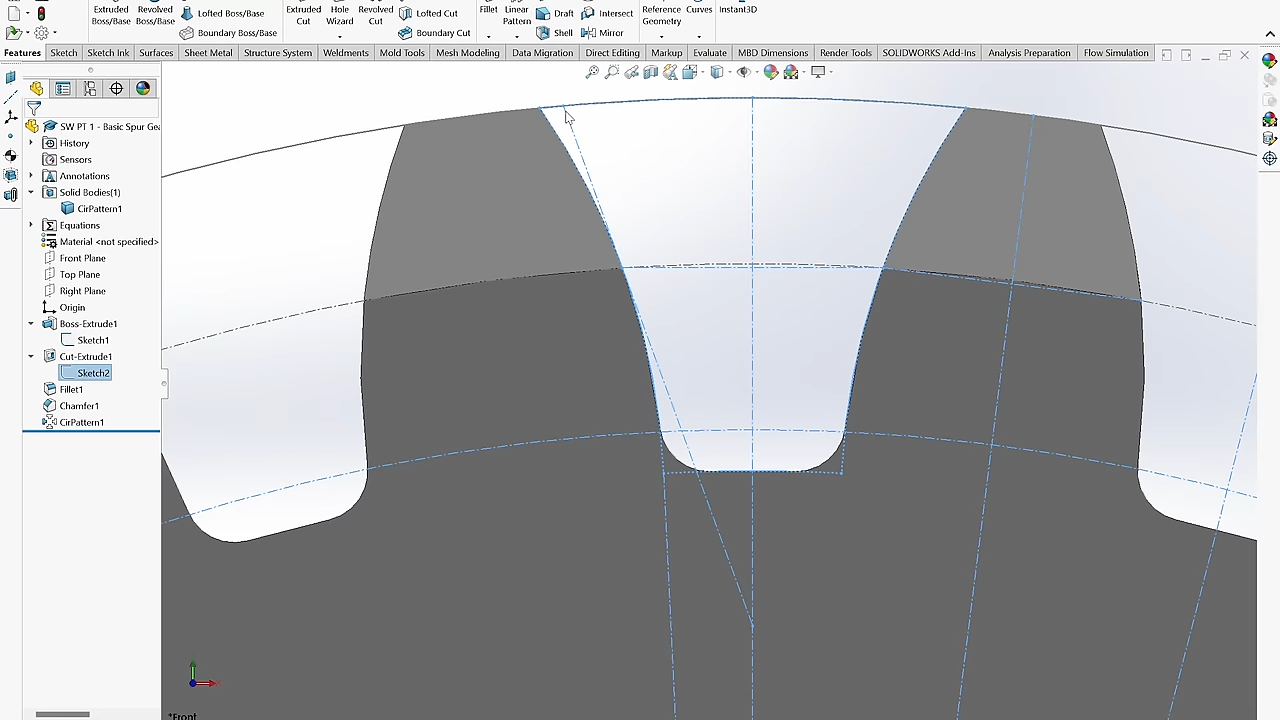 Extruded Boss/Base
Revolved Boss/Base
Lofted Boss/Base
Boundary Boss/Base
Extruded Cut
Hole Wizard
Revolved Cut
Lofted Cut
Boundary Cut
Fillet
Linear Pattern
Draft
Shell
Intersect
Mirror
Reference Geometry
Curves
Instant3D
Features
Sketch
Sketch Ink
Surfaces
Sheet Metal
Structure System
Weldments
Mold Tools
Mesh Modeling
Data Migration
Direct Editing
Markup
Evaluate
MBD Dimensions
Render Tools
SOLIDWORKS Add-Ins
Analysis Preparation
Flow Simulation
SW PT 1 - Basic Spur Gea
History
Sensors
Annotations
Solid Bodies(1)
CirPattern1
Equations
Material <not specified>
Front Plane
Top Plane
Right Plane
Origin
Boss-Extrude1
Sketch1
Cut-Extrude1
Sketch2
Fillet1
Chamfer1
CirPattern1
*Front